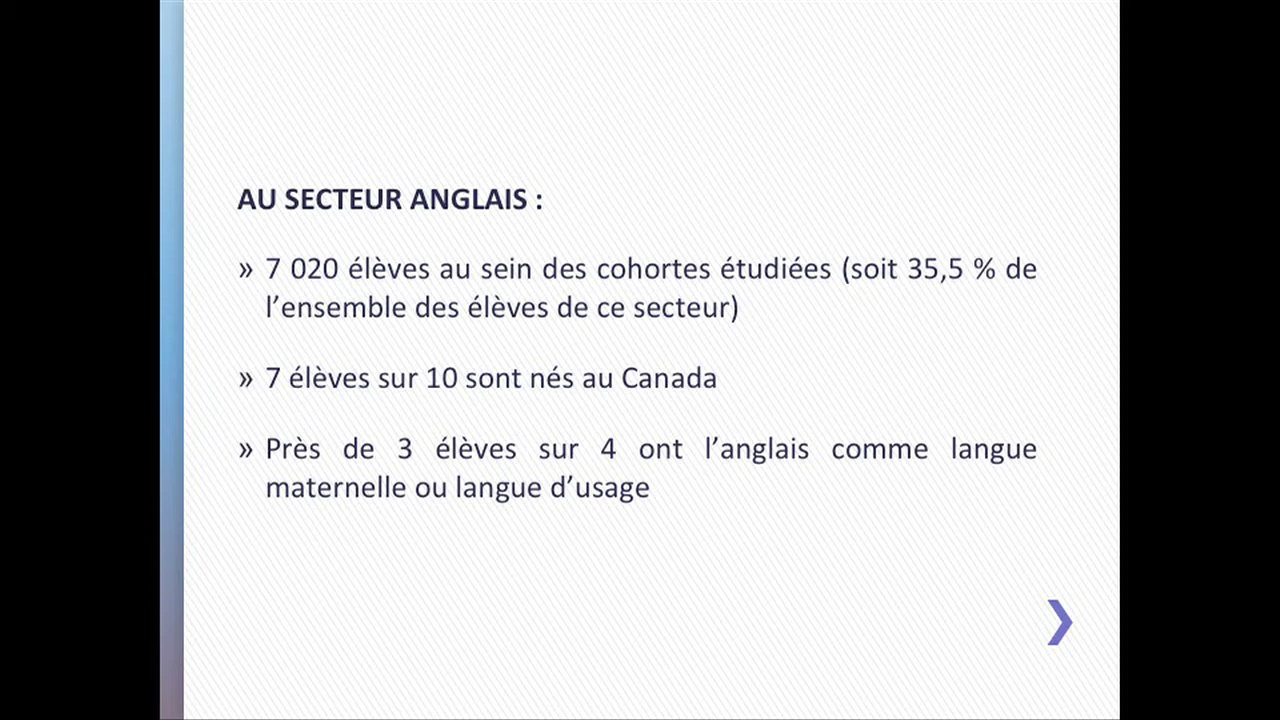 AU SECTEUR ANGLAIS :
» 7 020 élèves au sein des cohortes étudiées (soit 35,5 % de
l’ensemble des élèves de ce secteur)
» 7 élèves sur 10 sont nés au Canada
» Près de 3 élèves sur 4 ont l’anglais comme langue
maternelle ou langue d’usage